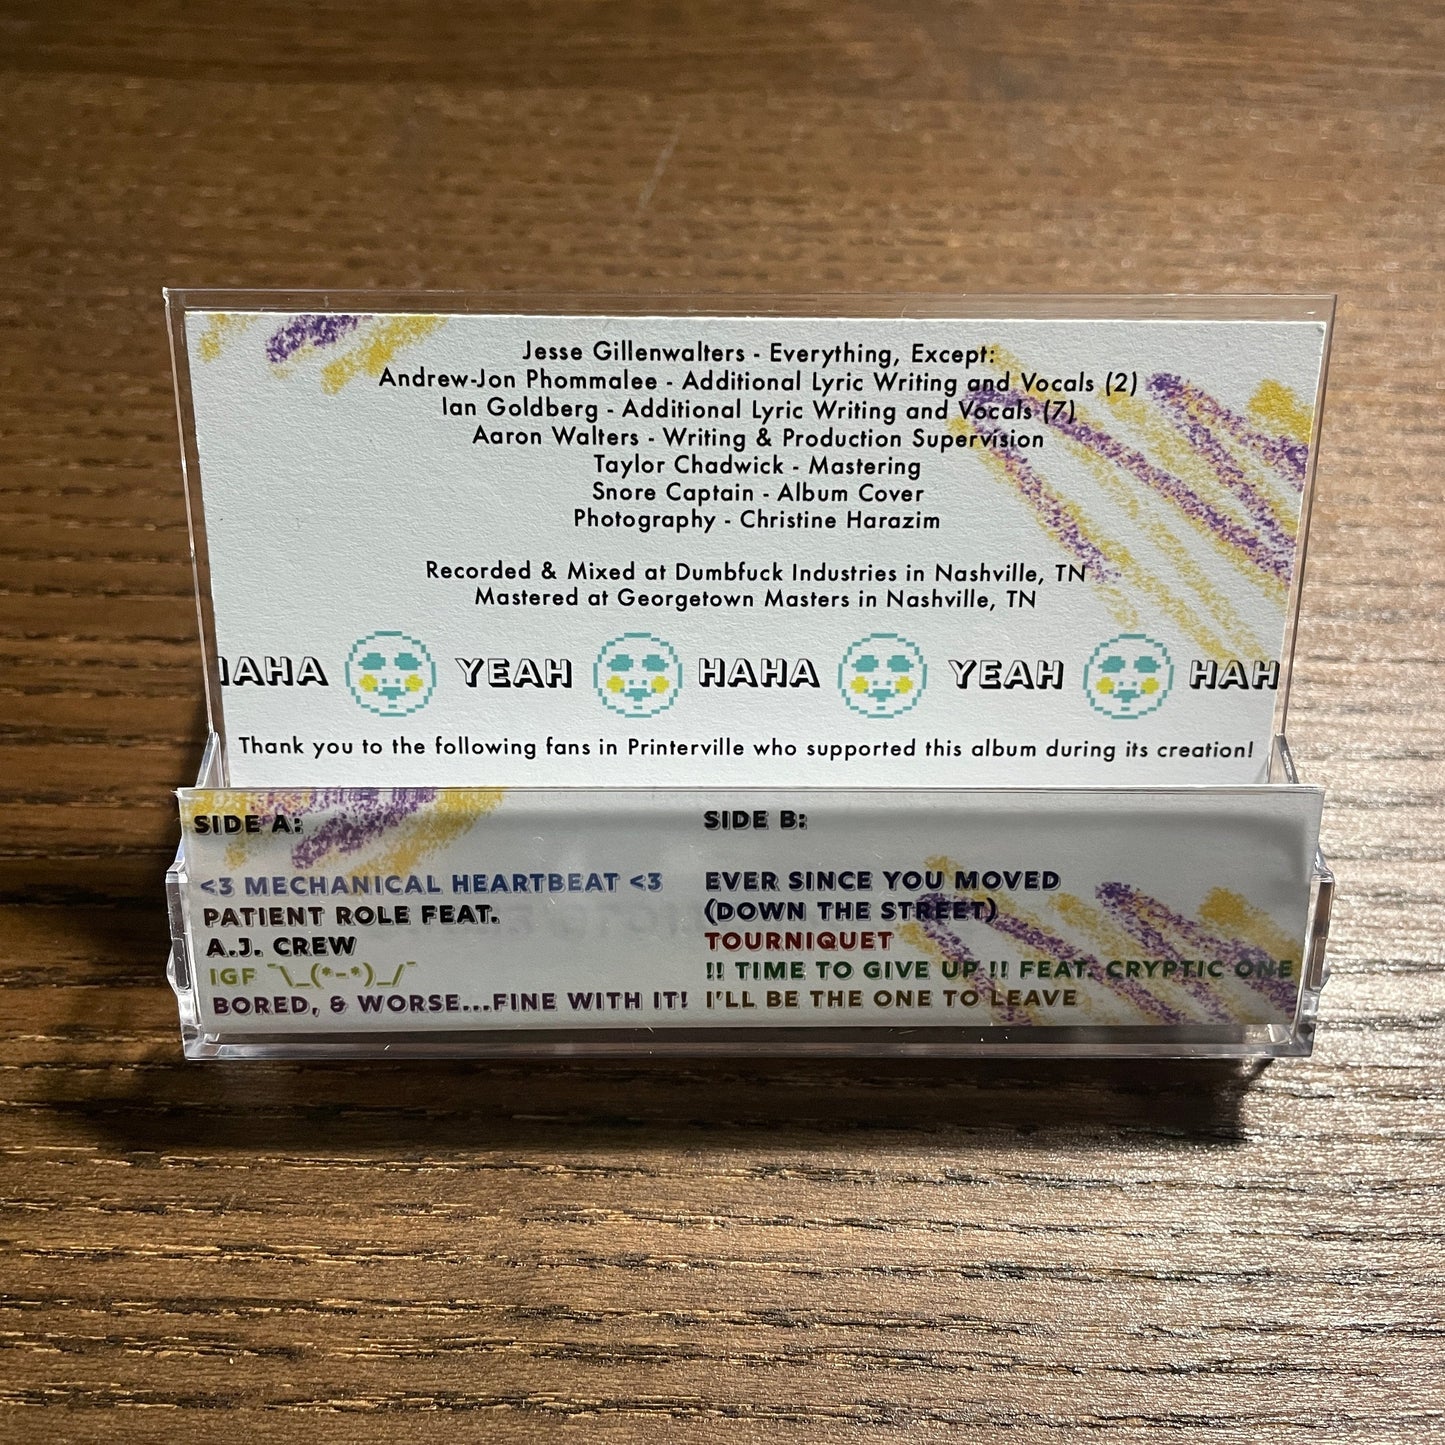 Jesse Gillenwalters - Everything, Except:
Andrew-Jon Phommalee - Additional Lyric Writing and Vocals (2)
Ian Goldberg - Additional Lyric Writing and Vocals (7)
Aaron Walters - Writing & Production Supervision
Taylor Chadwick - Mastering
Snore Captain - Album Cover
Photography - Christine Harazim
Recorded & Mixed at Dumbfuck Industries in Nashville, TN
Mastered at Georgetown Masters in Nashville, TN
HAHA YEAH HAHA YEAH HAH
Thank you to the following fans in Printerville who supported this album during its creation!
SIDE A:
<3 MECHANICAL HEARTBEAT <3
PATIENT ROLE FEAT.
A.J. CREW
IGF ¯\_(*-*)_/¯
BORED, & WORSE...FINE WITH IT!
SIDE B:
EVER SINCE YOU MOVED
(DOWN THE STREET)
TOURNIQUET
!! TIME TO GIVE UP !! FEAT. CRYPTIC ONE
I'LL BE THE ONE TO LEAVE